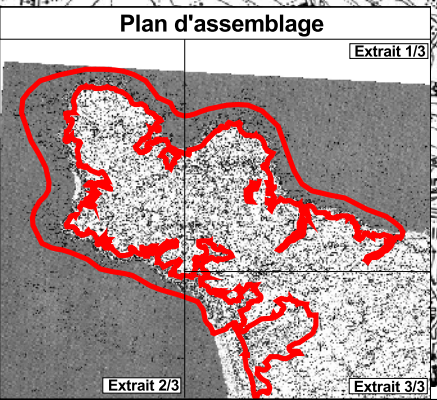 Plan d'assemblage
Extrait 1/3
Extrait 2/3
Extrait 3/3